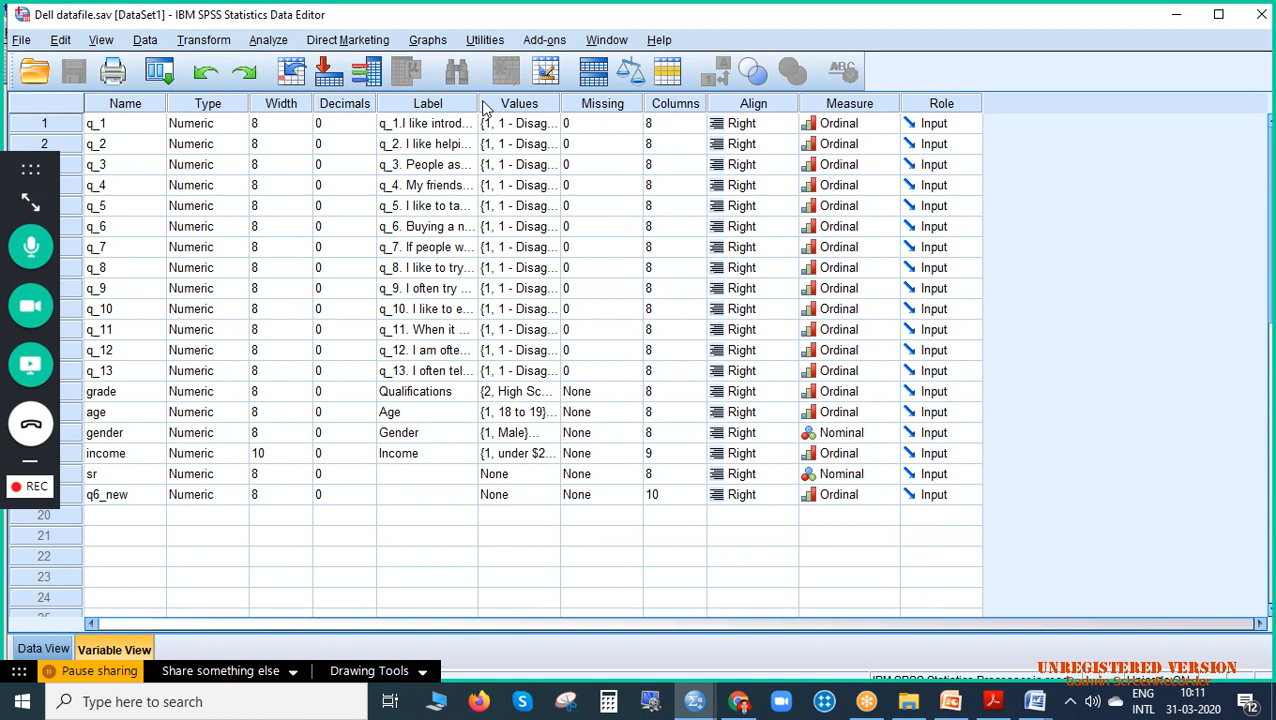 Dell datafile.sav [DataSet1] - IBM SPSS Statistics Data Editor
File Edit View Data Transform Analyze Direct Marketing Graphs Utilities Add-ons Window Help
Name Type Width Decimals Label Values Missing Columns Align Measure Role
1 q_1 Numeric 8 0 q_1.I like introd... {1, 1 - Disag... 0 8 Right Ordinal Input
2 q_2 Numeric 8 0 q_2. I like helpi... {1, 1 - Disag... 0 8 Right Ordinal Input
q_3 Numeric 8 0 q_3. People as... {1, 1 - Disag... 0 8 Right Ordinal Input
q_4 Numeric 8 0 q_4. My friends... {1, 1 - Disag... 0 8 Right Ordinal Input
q_5 Numeric 8 0 q_5. I like to ta... {1, 1 - Disag... 0 8 Right Ordinal Input
q_6 Numeric 8 0 q_6. Buying a n... {1, 1 - Disag... 0 8 Right Ordinal Input
q_7 Numeric 8 0 q_7. If people w... {1, 1 - Disag... 0 8 Right Ordinal Input
q_8 Numeric 8 0 q_8. I like to try... {1, 1 - Disag... 0 8 Right Ordinal Input
q_9 Numeric 8 0 q_9. I often try ... {1, 1 - Disag... 0 8 Right Ordinal Input
q_10 Numeric 8 0 q_10. I like to e... {1, 1 - Disag... 0 8 Right Ordinal Input
q_11 Numeric 8 0 q_11. When it ... {1, 1 - Disag... 0 8 Right Ordinal Input
q_12 Numeric 8 0 q_12. I am ofte... {1, 1 - Disag... 0 8 Right Ordinal Input
q_13 Numeric 8 0 q_13. I often tel... {1, 1 - Disag... 0 8 Right Ordinal Input
grade Numeric 8 0 Qualifications {2, High Sc... None 8 Right Ordinal Input
age Numeric 8 0 Age {1, 18 to 19}... None 8 Right Ordinal Input
gender Numeric 8 0 Gender {1, Male}... None 8 Right Nominal Input
income Numeric 10 0 Income {1, under $2... None 9 Right Ordinal Input
sr Numeric 8 0 None None 8 Right Nominal Input
REC
q6_new Numeric 8 0 None None 10 Right Ordinal Input
20
21
22
23
24
Data View Variable View
Pause sharing Share something else Drawing Tools
UNREGISTERED VERSION
Type here to search
ENG
INTL
10:11
31-03-2020
12